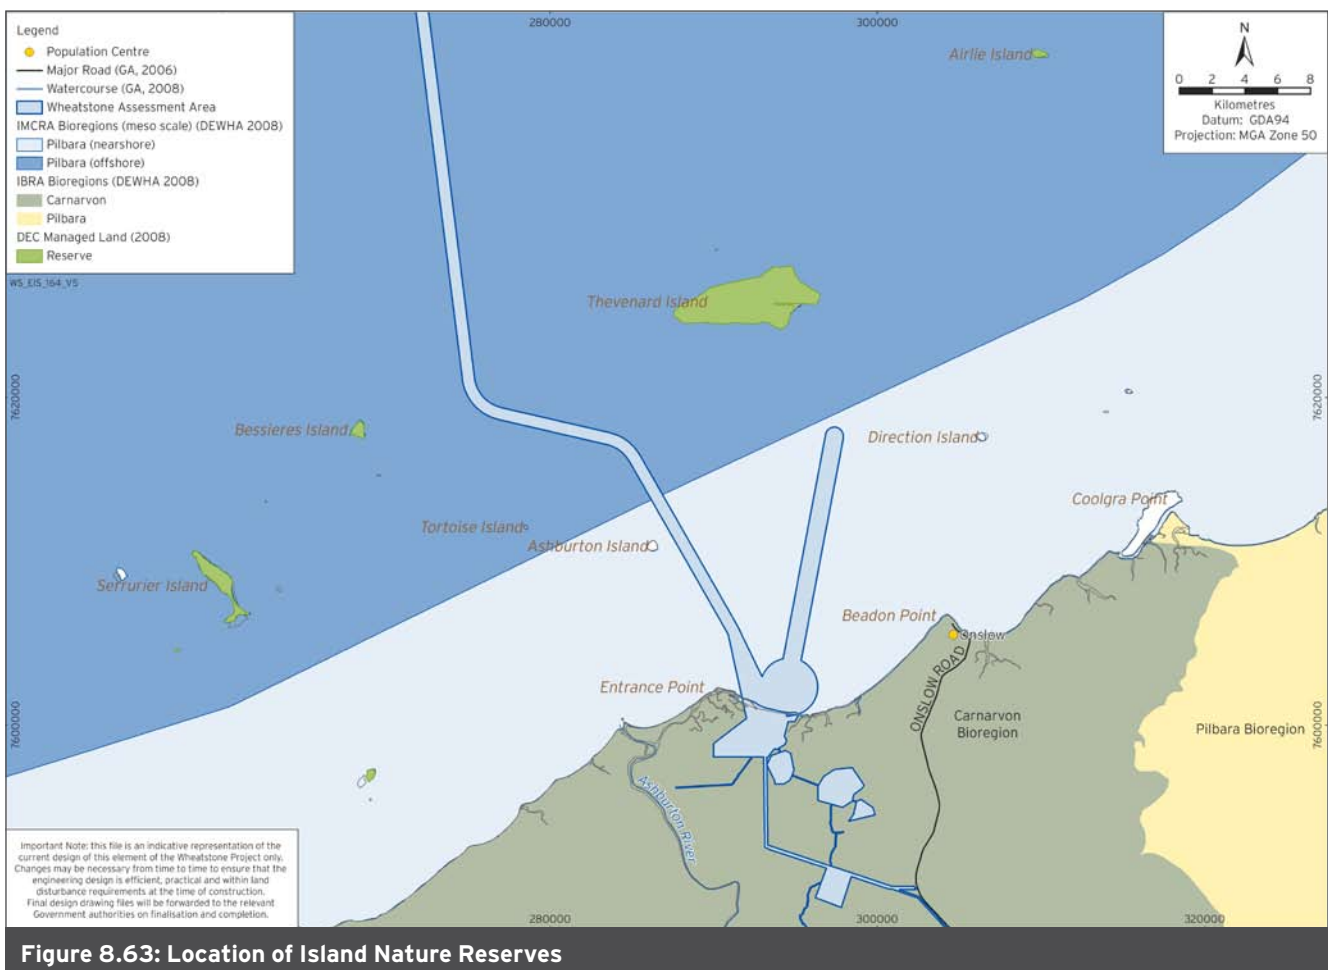 Legend
Population Centre
Major Road (GA, 2006)
Watercourse (GA, 2008)
Wheatstone Assessment Area
IMCRA Bioregions (meso scale) (DEWHA 2008)
Pilbara (nearshore)
Pilbara (offshore)
IBRA Bioregions (DEWHA 2008)
Carnarvon
Pilbara
DEC Managed Land (2008)
Reserve
WS_EIS_164_V5
280000
300000
N
0 2 4 6 8
Kilometres
Datum: GDA94
Projection: MGA Zone 50
Airlie Island
Thevenard Island
7620000
7620000
Bessieres Island
Direction Island
Coolgra Point
Tortoise Island
Ashburton Island
Serrurier Island
Beadon Point
Onslow
Entrance Point
ONSLOW ROAD
Carnarvon
Bioregion
Pilbara Bioregion
7600000
7600000
Ashburton River
Important Note: this file is an indicative representation of the
current design of this element of the Wheatstone Project only.
Changes may be necessary from time to time to ensure that the
engineering design is efficient, practical and within land
disturbance requirements at the time of construction.
Final design drawing files will be forwarded to the relevant
Government authorities on finalisation and completion.
280000
300000
320000
Figure 8.63: Location of Island Nature Reserves